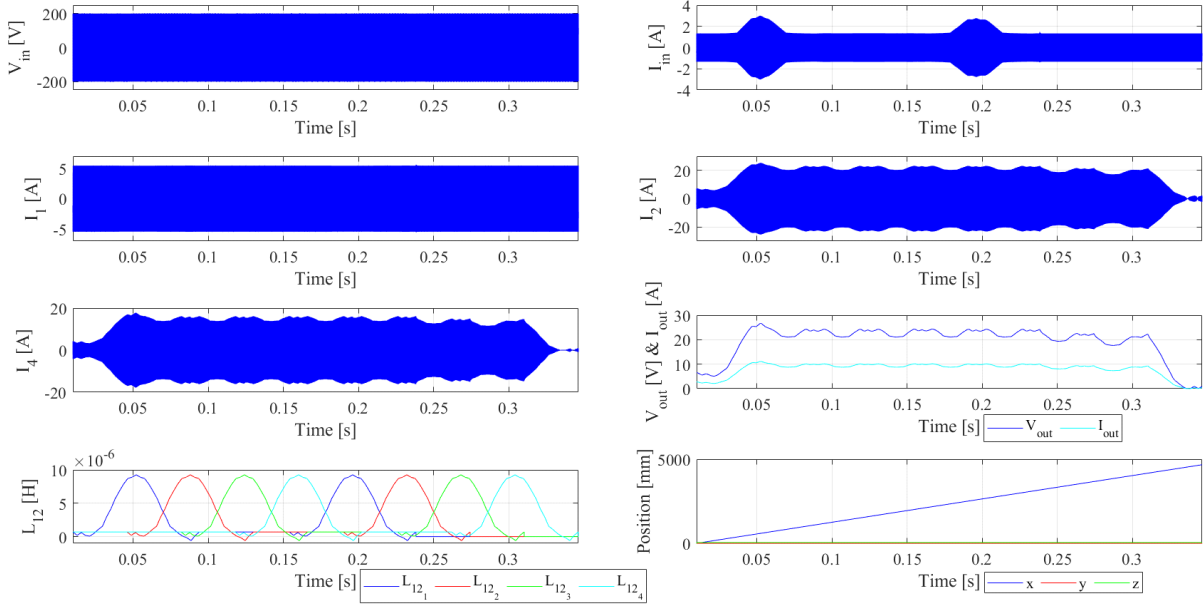 V_in [V]
200
0
-200
0.05 0.1 0.15 0.2 0.25 0.3
Time [s]
I_in [A]
4
2
0
-2
-4
0.05 0.1 0.15 0.2 0.25 0.3
Time [s]
I_1 [A]
5
0
-5
0.05 0.1 0.15 0.2 0.25 0.3
Time [s]
I_2 [A]
20
0
-20
0.05 0.1 0.15 0.2 0.25 0.3
Time [s]
I_4 [A]
20
0
-20
0.05 0.1 0.15 0.2 0.25 0.3
Time [s]
V_out [V] & I_out [A]
30
20
10
0
0.05 0.1 0.15 0.2 0.25 0.3
Time [s]
V_out I_out
L_12 [H]
×10^-6
10
5
0
0.05 0.1 0.15 0.2 0.25 0.3
Time [s]
L_12_1 L_12_2 L_12_3 L_12_4
Position [mm]
5000
0
0.05 0.1 0.15 0.2 0.25 0.3
Time [s]
x y z